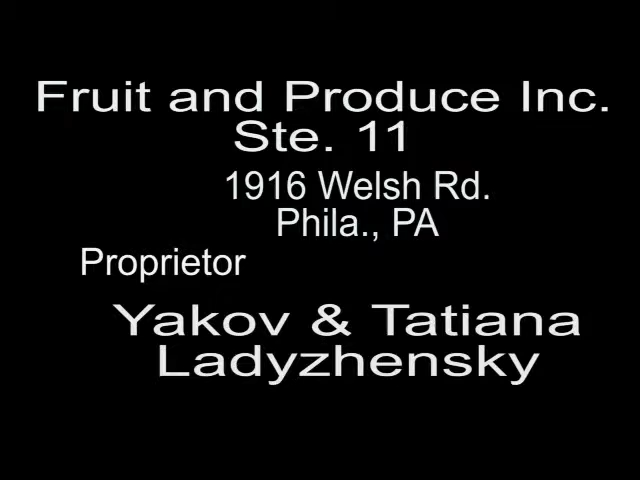 Fruit and Produce Inc.
Ste. 11
1916 Welsh Rd.
Phila., PA
Proprietor
Yakov & Tatiana
Ladyzhensky